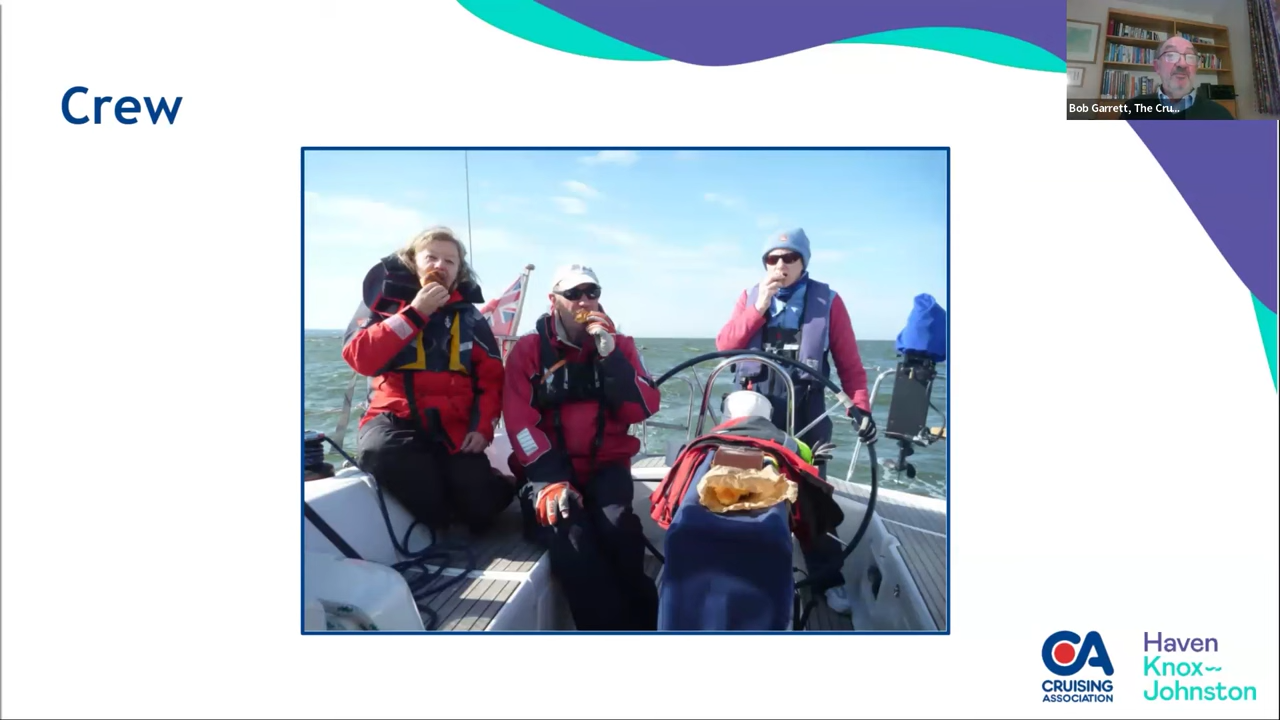 Crew
Bob Garrett, The Cru...
CA
CRUISING
ASSOCIATION
Haven
Knox~
Johnston